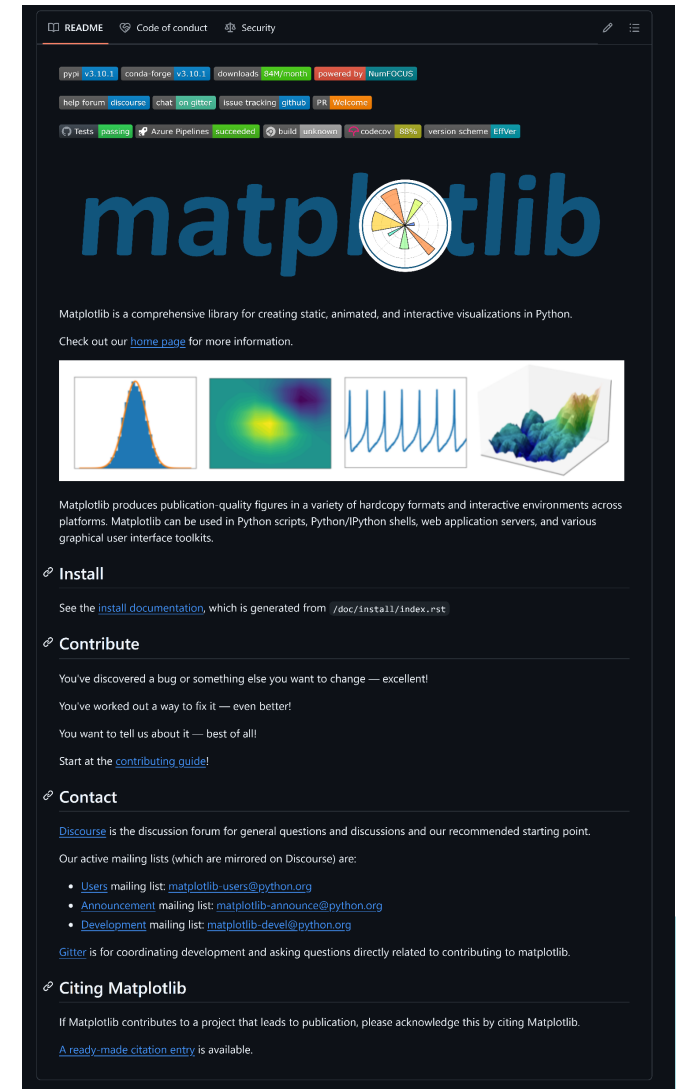 README Code of conduct Security
pypi v3.10.1 conda-forge v3.10.1 downloads 84M/month powered by NumFOCUS
help forum discourse chat on gitter issue tracking github PR Welcome
Tests passing Azure Pipelines succeeded build unknown codecov 88% version scheme EffVer
matplotlib
Matplotlib is a comprehensive library for creating static, animated, and interactive visualizations in Python.
Check out our home page for more information.
Matplotlib produces publication-quality figures in a variety of hardcopy formats and interactive environments across
platforms. Matplotlib can be used in Python scripts, Python/IPython shells, web application servers, and various
graphical user interface toolkits.
Install
See the install documentation, which is generated from /doc/install/index.rst
Contribute
You've discovered a bug or something else you want to change — excellent!
You've worked out a way to fix it — even better!
You want to tell us about it — best of all!
Start at the contributing guide!
Contact
Discourse is the discussion forum for general questions and discussions and our recommended starting point.
Our active mailing lists (which are mirrored on Discourse) are:
• Users mailing list: matplotlib-users@python.org
• Announcement mailing list: matplotlib-announce@python.org
• Development mailing list: matplotlib-devel@python.org
Gitter is for coordinating development and asking questions directly related to contributing to matplotlib.
Citing Matplotlib
If Matplotlib contributes to a project that leads to publication, please acknowledge this by citing Matplotlib.
A ready-made citation entry is available.